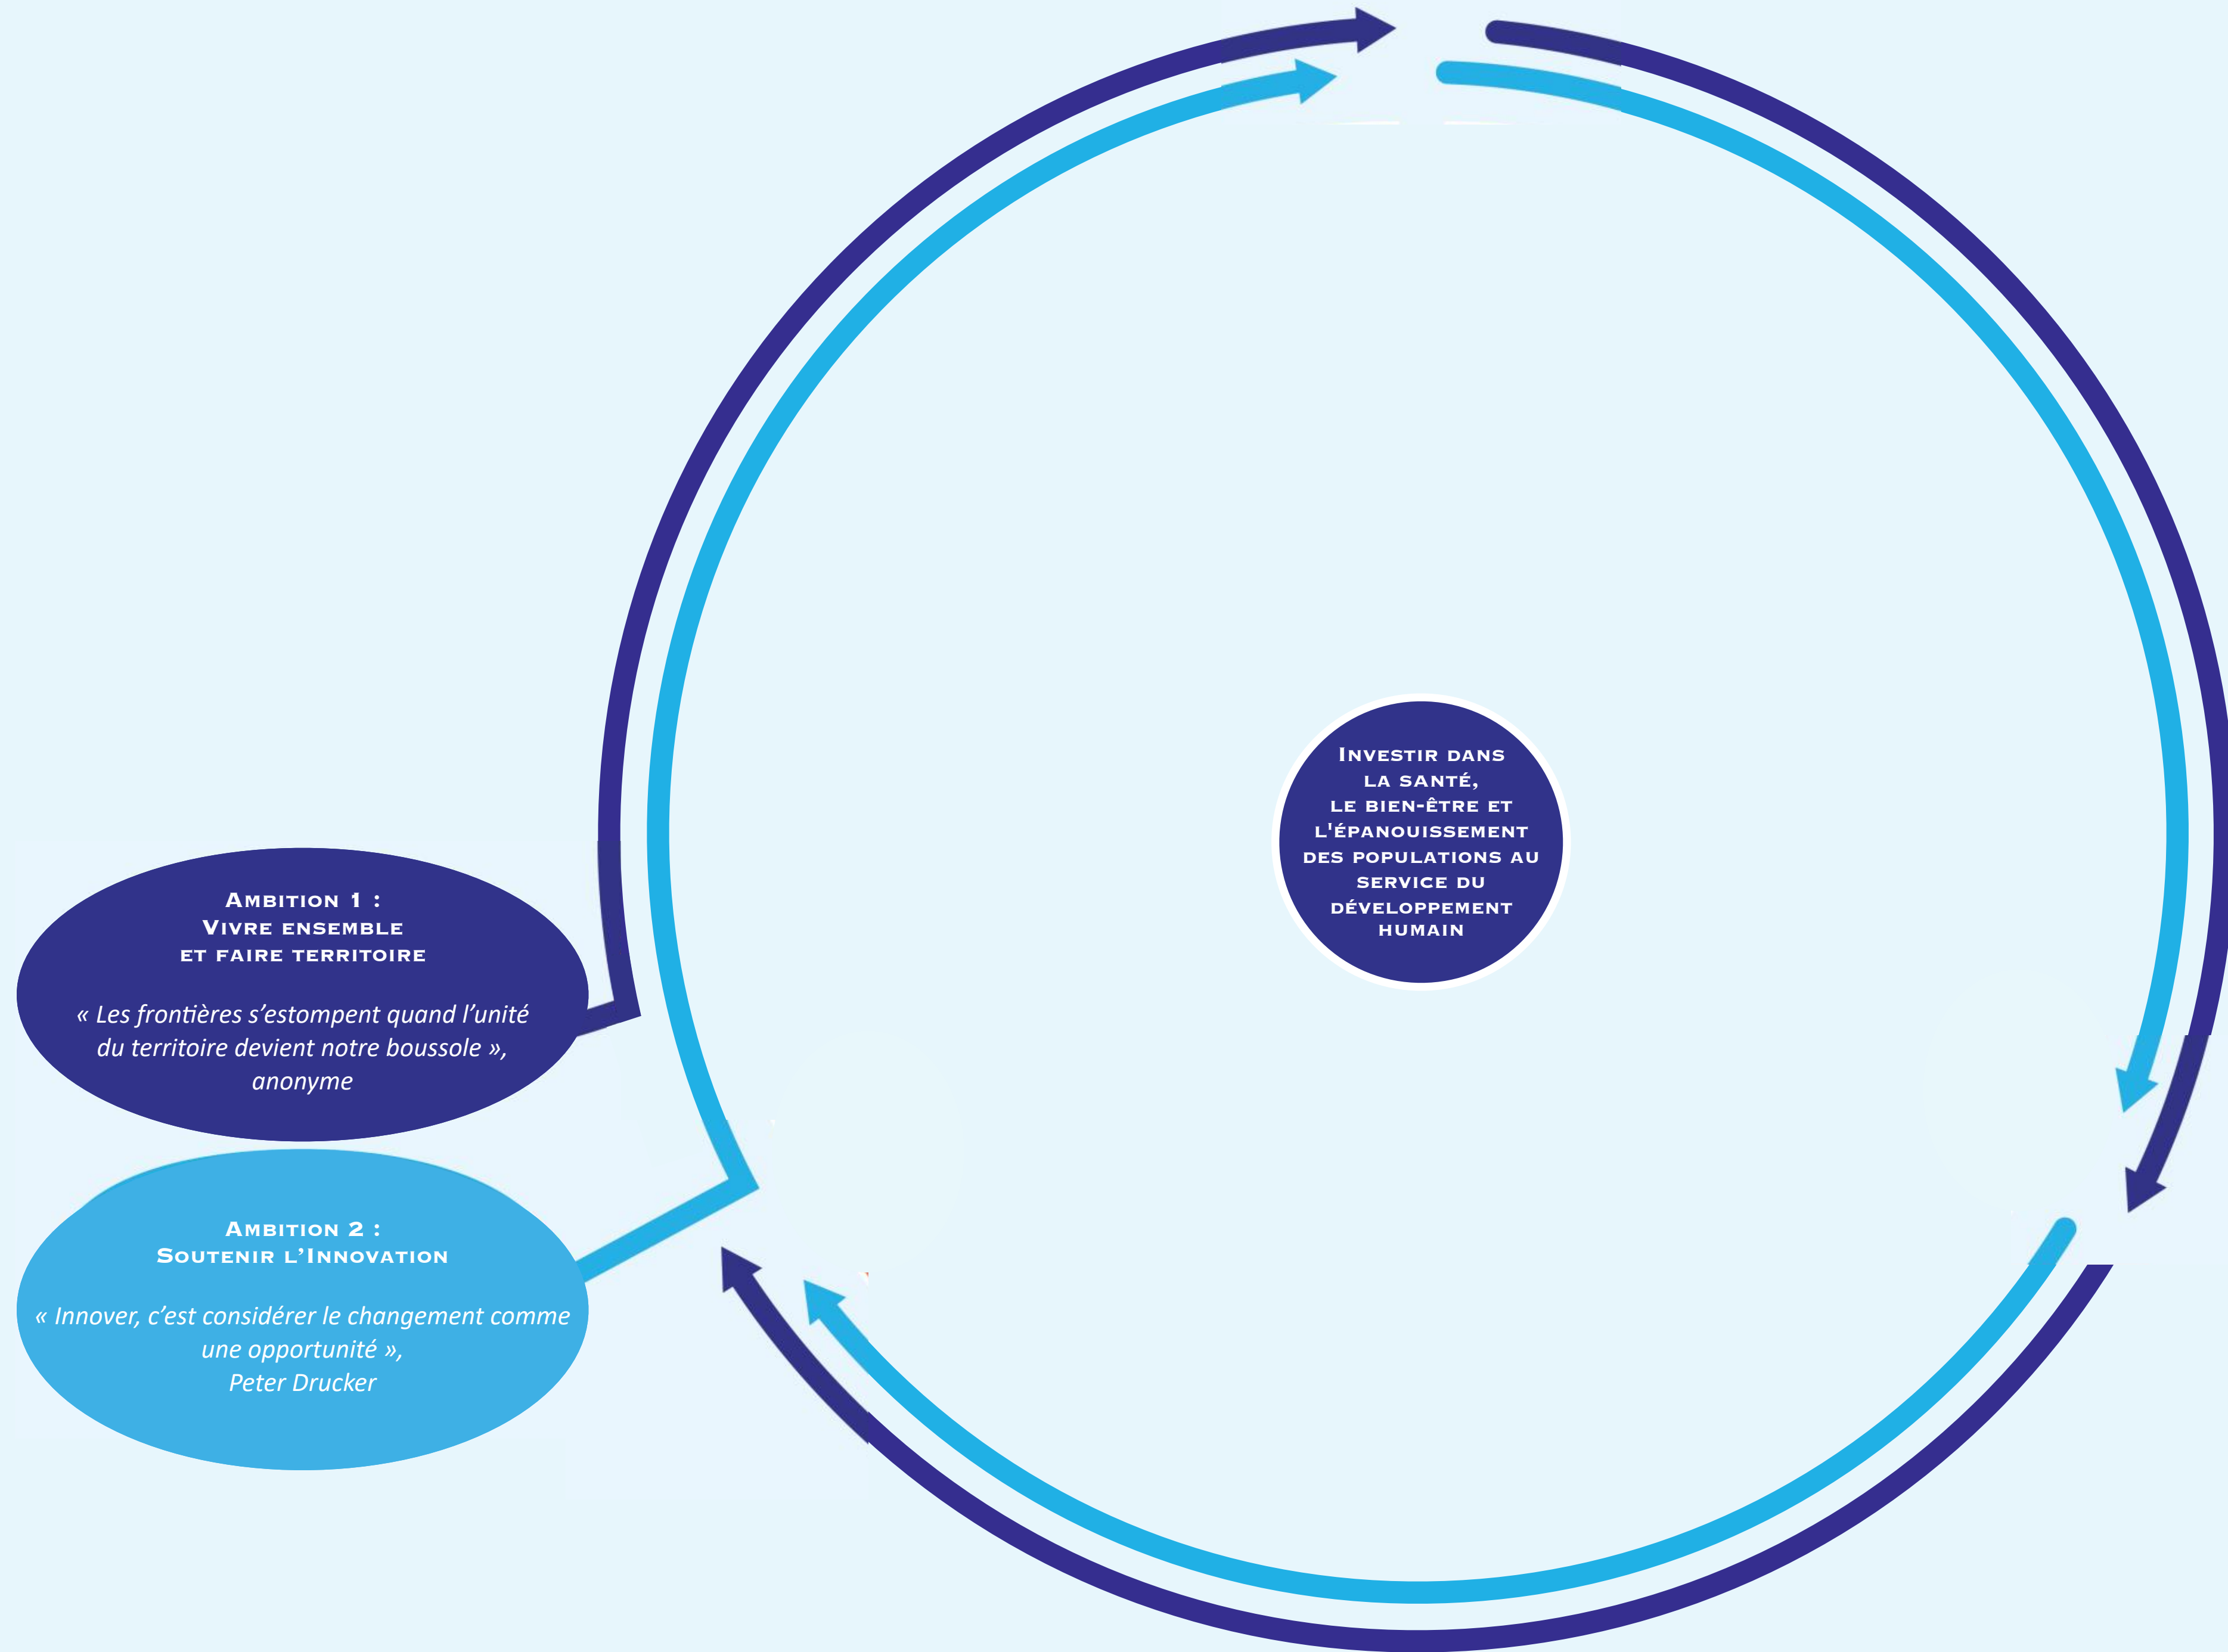 Investir dans
la santé,
le bien-être et
l'épanouissement
des populations au
service du
développement
humain
Ambition 1 :
Vivre ensemble
et faire territoire
« Les frontières s’estompent quand l’unité
du territoire devient notre boussole »,
anonyme
Ambition 2 :
Soutenir l’Innovation
« Innover, c’est considérer le changement comme
une opportunité »,
Peter Drucker